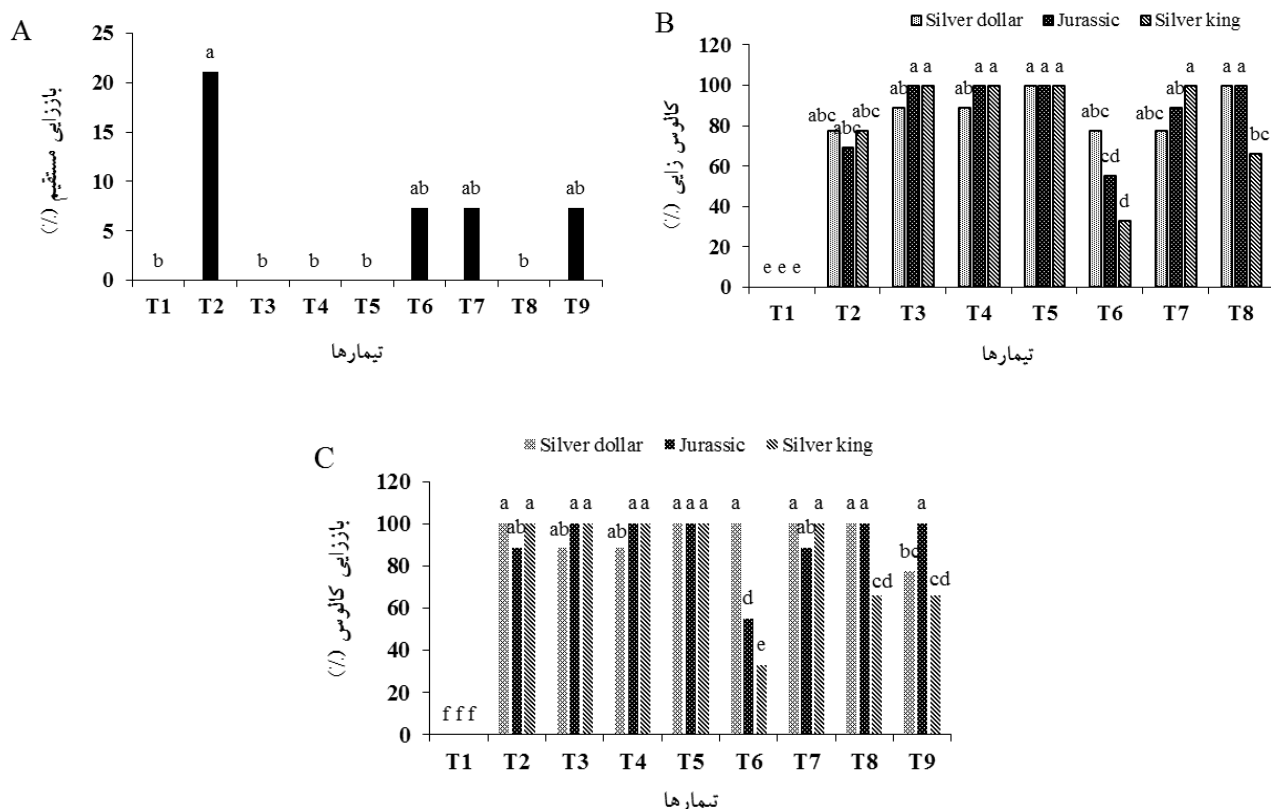 A
بازرایی مستقیم (٪)
25
20
15
10
5
0
b
a
b
b
b
ab
ab
b
ab
T1 T2 T3 T4 T5 T6 T7 T8 T9
تیمارها
B
Silver dollar Jurassic Silver king
کالوس زایی (٪)
120
100
80
60
40
20
0
e e e
abc abc abc
ab a a
ab a a
a a a
abc cd d
abc ab a
a a bc
T1 T2 T3 T4 T5 T6 T7 T8
تیمارها
C
Silver dollar Jurassic Silver king
باززایی کالوس (٪)
120
100
80
60
40
20
0
f f f
a ab a
ab a a
ab a a
a a a
a d e
a ab a
a a cd
bc a cd
T1 T2 T3 T4 T5 T6 T7 T8 T9
تیمارها